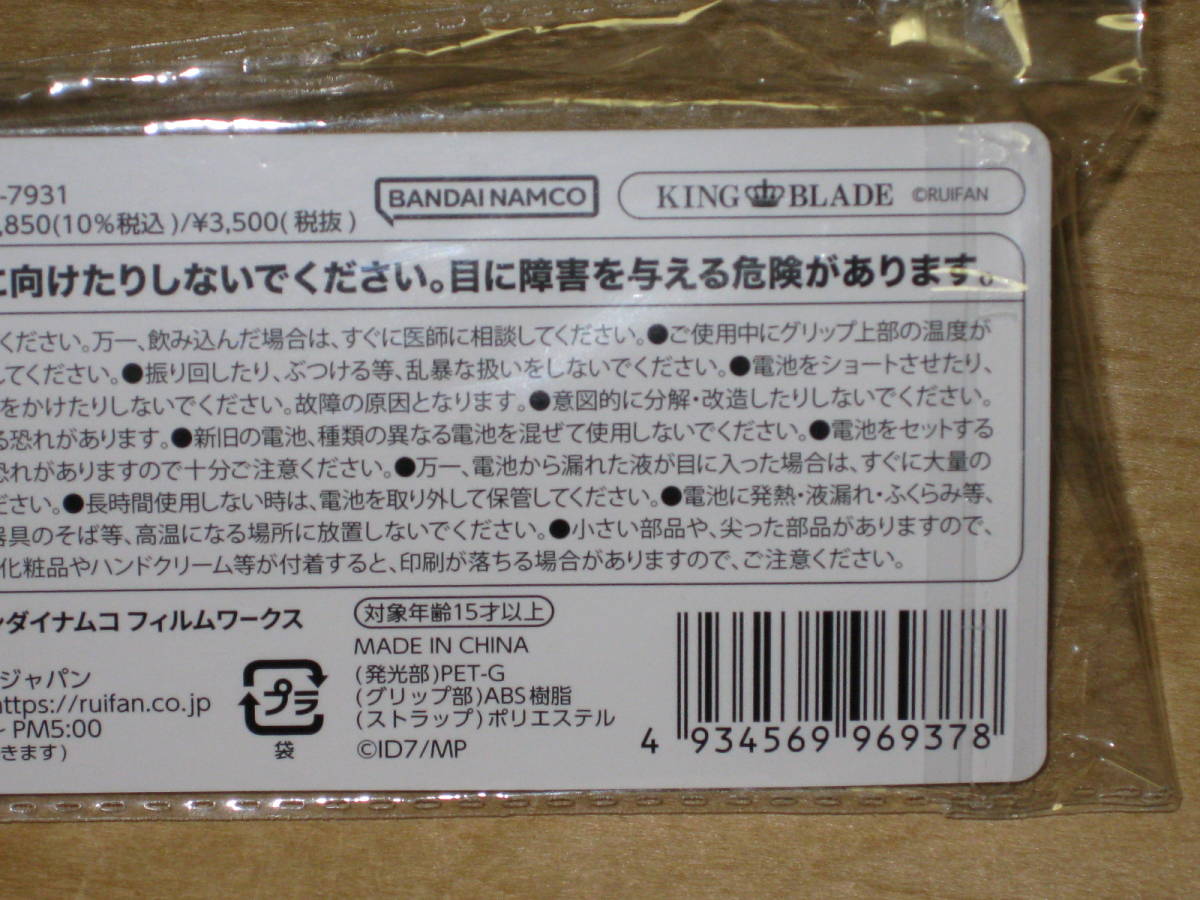 -7931
,850(10%税込)/¥3,500(税抜)
BANDAI NAMCO
KING BLADE ©RUIFAN
に向けたりしないでください。目に障害を与える危険があります。
ください。万一、飲み込んだ場合は、すぐに医師に相談してください。●ご使用中にグリップ上部の温度が
してください。●振り回したり、ぶつける等、乱暴な扱いをしないでください。●電池をショートさせたり、
をかけたりしないでください。故障の原因となります。●意図的に分解・改造したりしないでください。
る恐れがあります。●新旧の電池、種類の異なる電池を混ぜて使用しないでください。●電池をセットする
恐れがありますので十分ご注意ください。●万一、電池から漏れた液が目に入った場合は、すぐに大量の
ださい。●長時間使用しない時は、電池を取り外して保管してください。●電池に発熱・液漏れ・ふくらみ等、
器具のそば等、高温になる場所に放置しないでください。●小さい部品や、尖った部品がありますので、
化粧品やハンドクリーム等が付着すると、印刷が落ちる場合がありますので、ご注意ください。
ンダイナムコ フィルムワークス
ジャパン
https://ruifan.co.jp
PM5:00
きます)
プラ
袋
対象年齢15才以上
MADE IN CHINA
(発光部)PET-G
(グリップ部)ABS樹脂
(ストラップ)ポリエステル
©ID7/MP
4 934569 969378